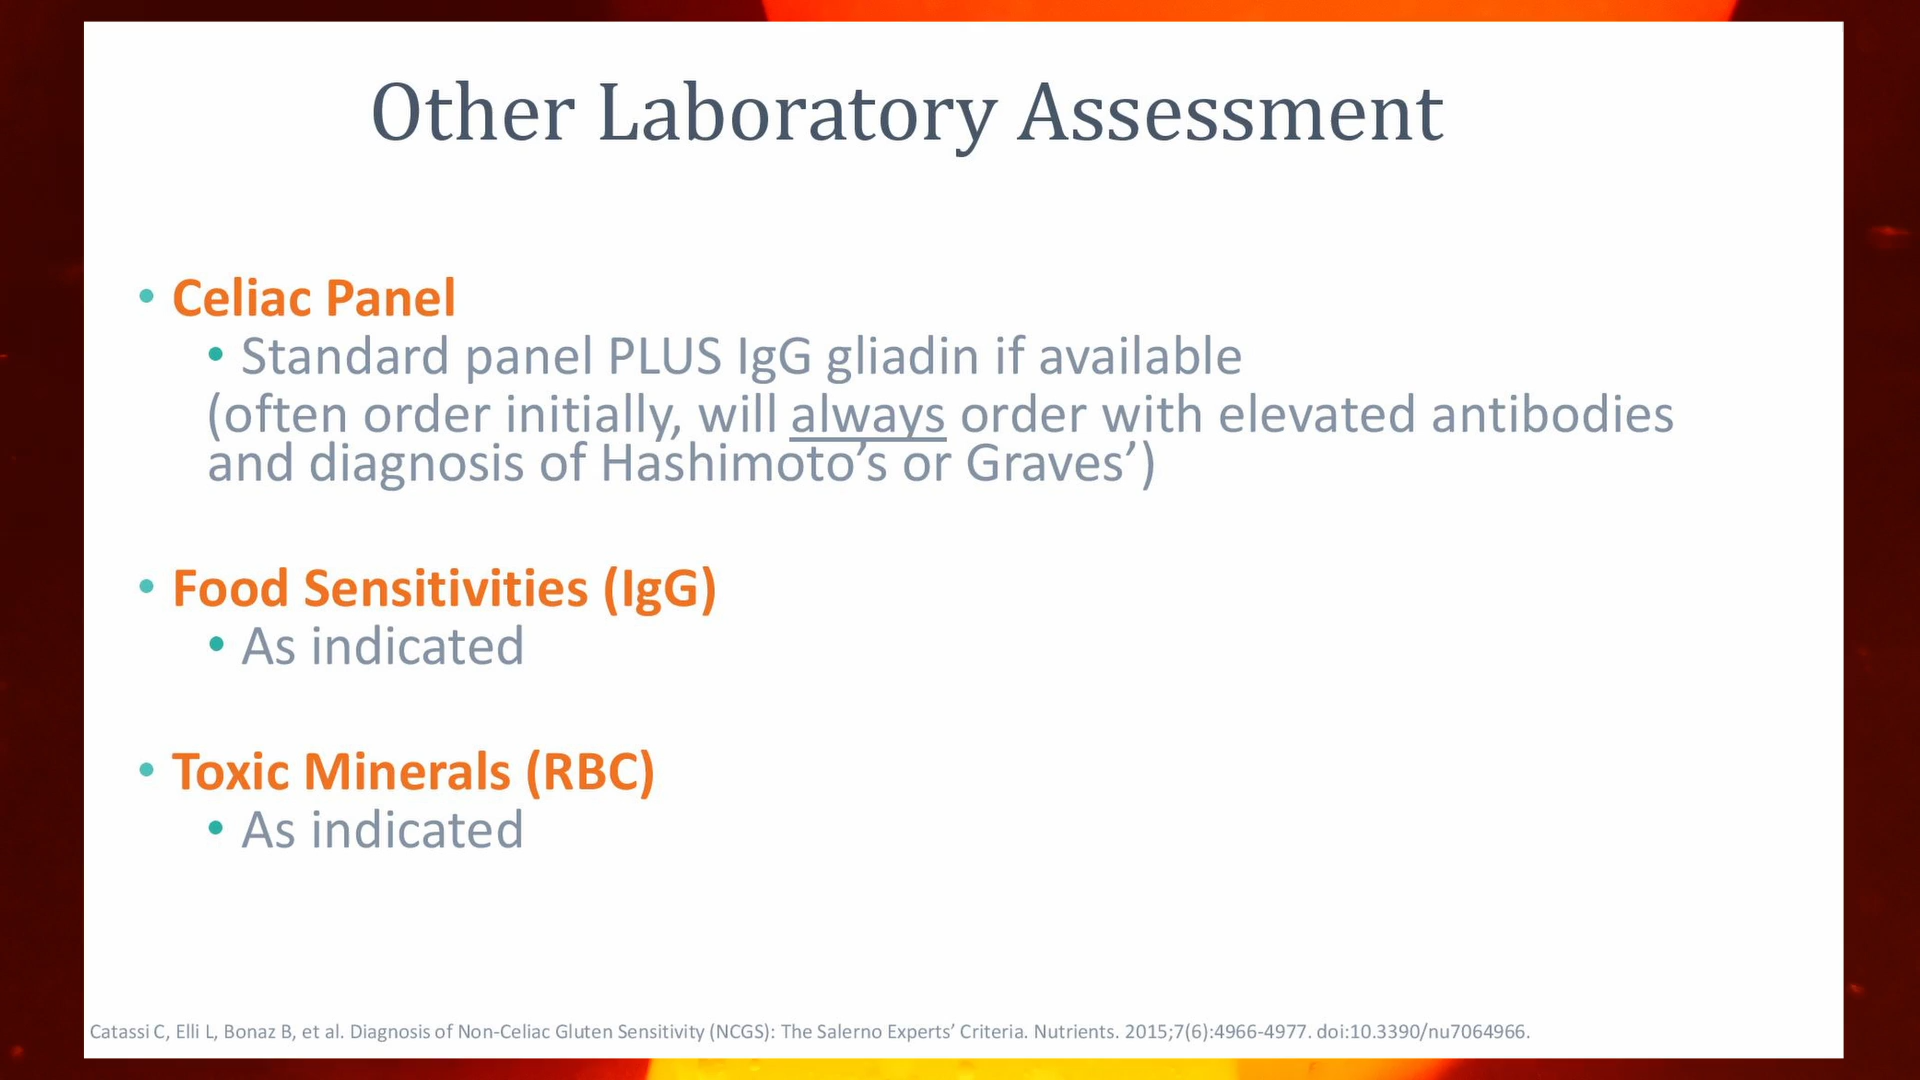 Other Laboratory Assessment
• Celiac Panel
• Standard panel PLUS IgG gliadin if available
(often order initially, will always order with elevated antibodies
and diagnosis of Hashimoto’s or Graves’)
• Food Sensitivities (IgG)
• As indicated
• Toxic Minerals (RBC)
• As indicated
Catassi C, Elli L, Bonaz B, et al. Diagnosis of Non-Celiac Gluten Sensitivity (NCGS): The Salerno Experts’ Criteria. Nutrients. 2015;7(6):4966-4977. doi:10.3390/nu7064966.